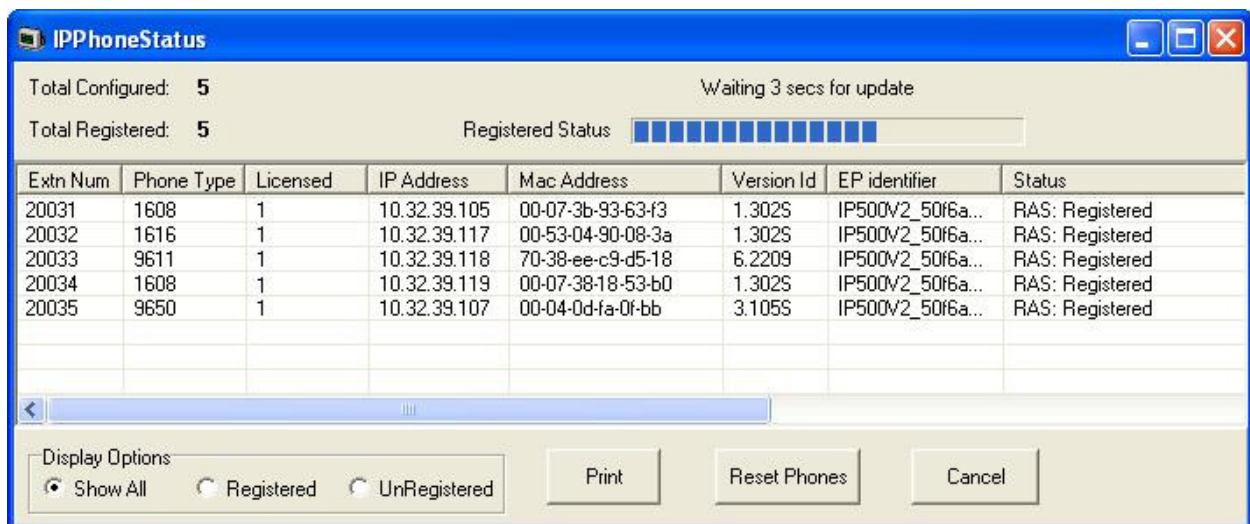 IPPhoneStatus
Total Configured: 5
Waiting 3 secs for update
Total Registered: 5
Registered Status
Extn Num Phone Type Licensed IP Address Mac Address Version Id EP identifier Status
20031 1608 1 10.32.39.105 00-07-3b-93-63-f3 1.302S IP500V2_50f6a... RAS: Registered
20032 1616 1 10.32.39.117 00-53-04-90-08-3a 1.302S IP500V2_50f6a... RAS: Registered
20033 9611 1 10.32.39.118 70-38-ee-c9-d5-18 6.2209 IP500V2_50f6a... RAS: Registered
20034 1608 1 10.32.39.119 00-07-38-18-53-b0 1.302S IP500V2_50f6a... RAS: Registered
20035 9650 1 10.32.39.107 00-04-0d-fa-0f-bb 3.105S IP500V2_50f6a... RAS: Registered
Display Options
Show All Registered UnRegistered
Print Reset Phones Cancel